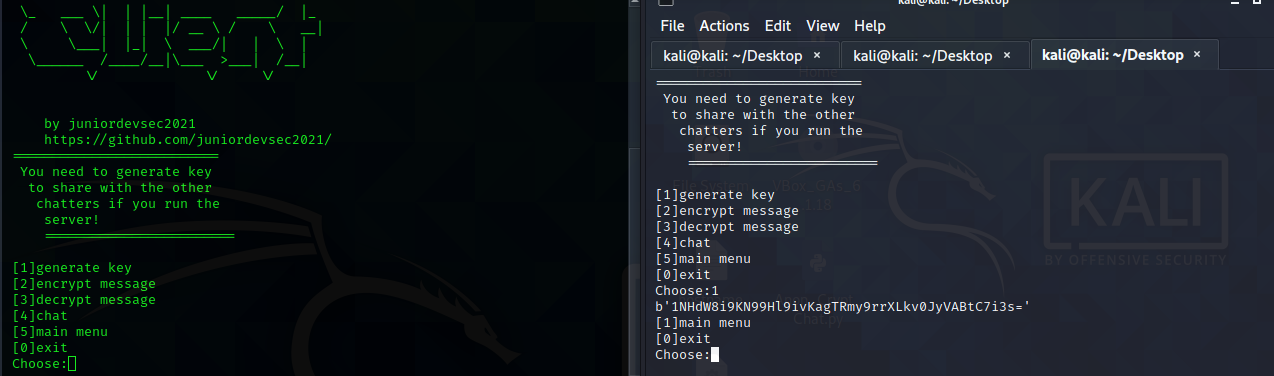 by juniordevsec2021
https://github.com/juniordevsec2021/
============================
You need to generate key
to share with the other
chatters if you run the
server!
==========================
[1]generate key
[2]encrypt message
[3]decrypt message
[4]chat
[5]main menu
[0]exit
Choose:
kali@kali: ~/Desktop
File Actions Edit View Help
kali@kali: ~/Desktop × kali@kali: ~/Desktop × kali@kali: ~/Desktop ×
============================
You need to generate key
to share with the other
chatters if you run the
server!
==========================
[1]generate key
[2]encrypt message
[3]decrypt message
[4]chat
[5]main menu
[0]exit
Choose:1
b'1NHdW8i9KN99Hl9ivKagTRmy9rrXLkv0JyVABtC7i3s='
[1]main menu
[0]exit
Choose:
KALI
BY OFFENSIVE SECURITY